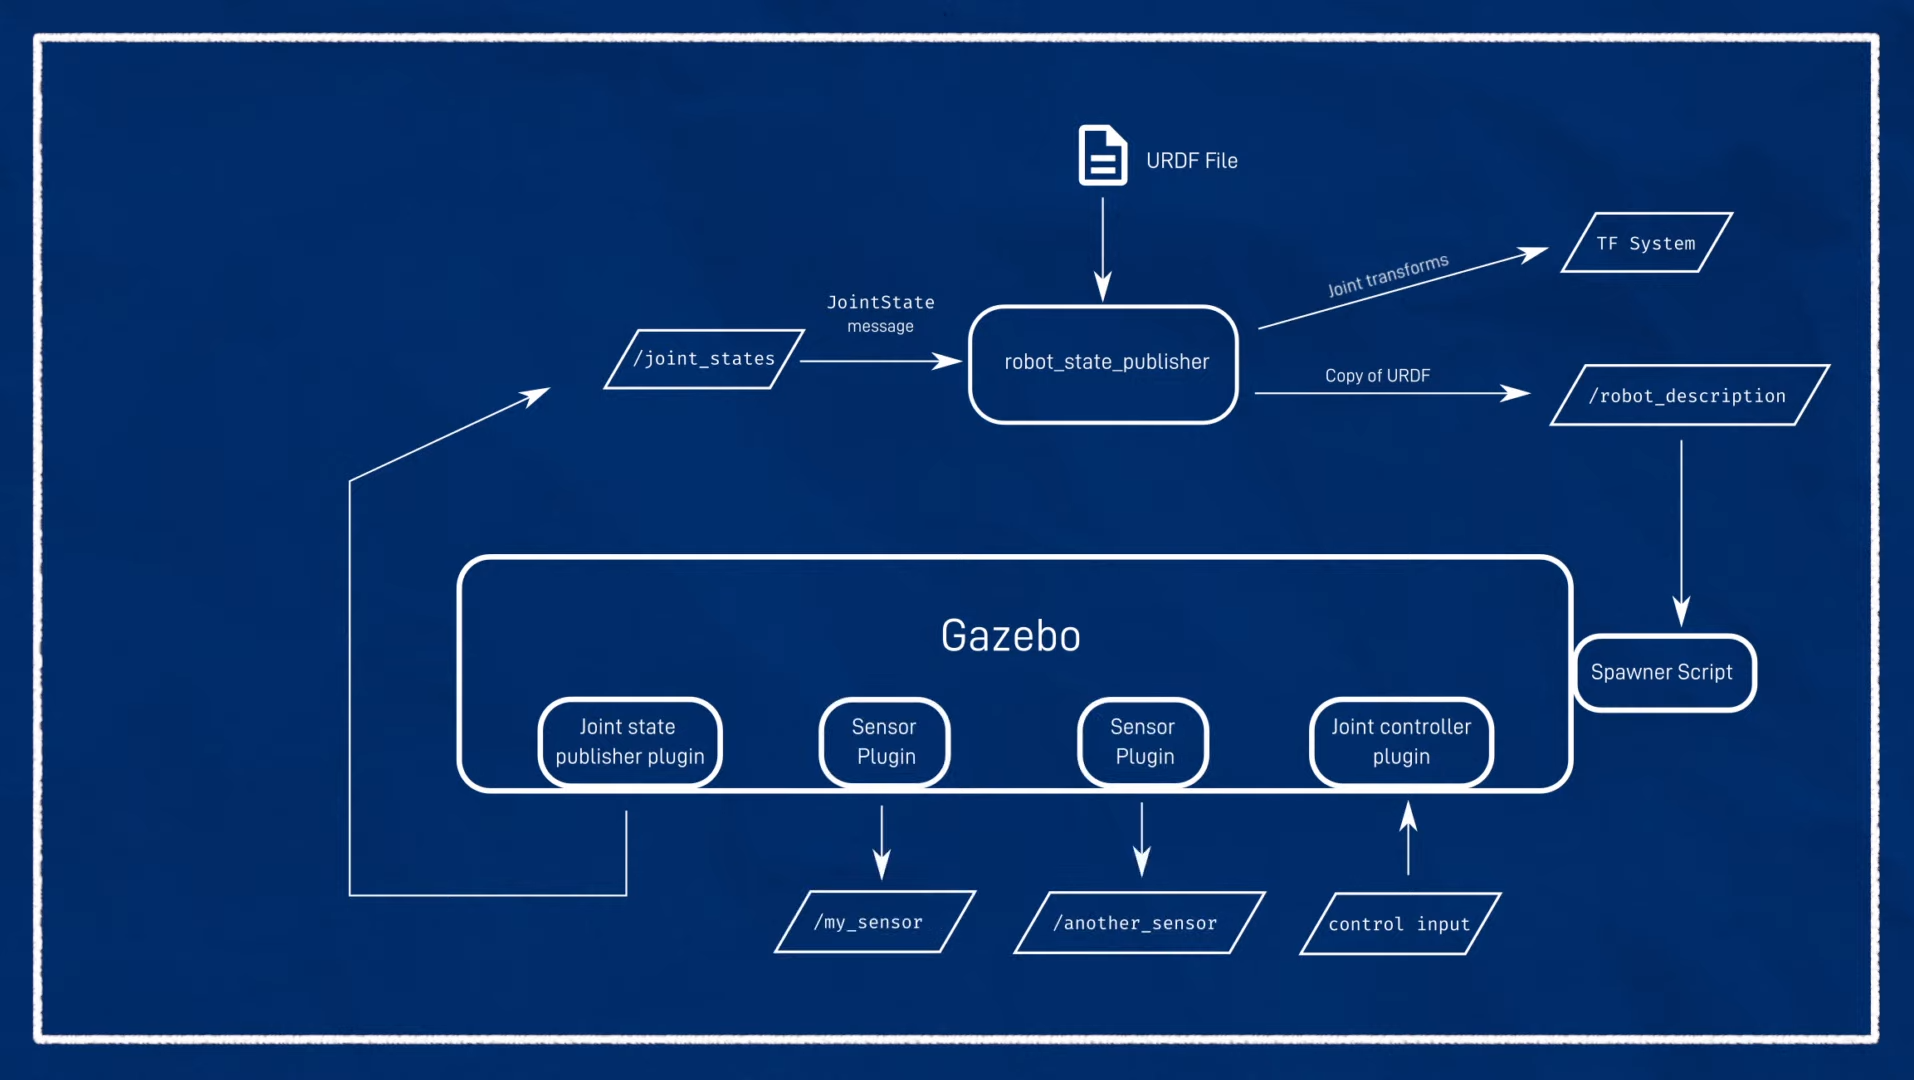 URDF File
TF System
Joint transforms
JointState
message
/joint_states
robot_state_publisher
Copy of URDF
/robot_description
Gazebo
Spawner Script
Joint state
publisher plugin
Sensor
Plugin
Sensor
Plugin
Joint controller
plugin
/my_sensor
/another_sensor
control input